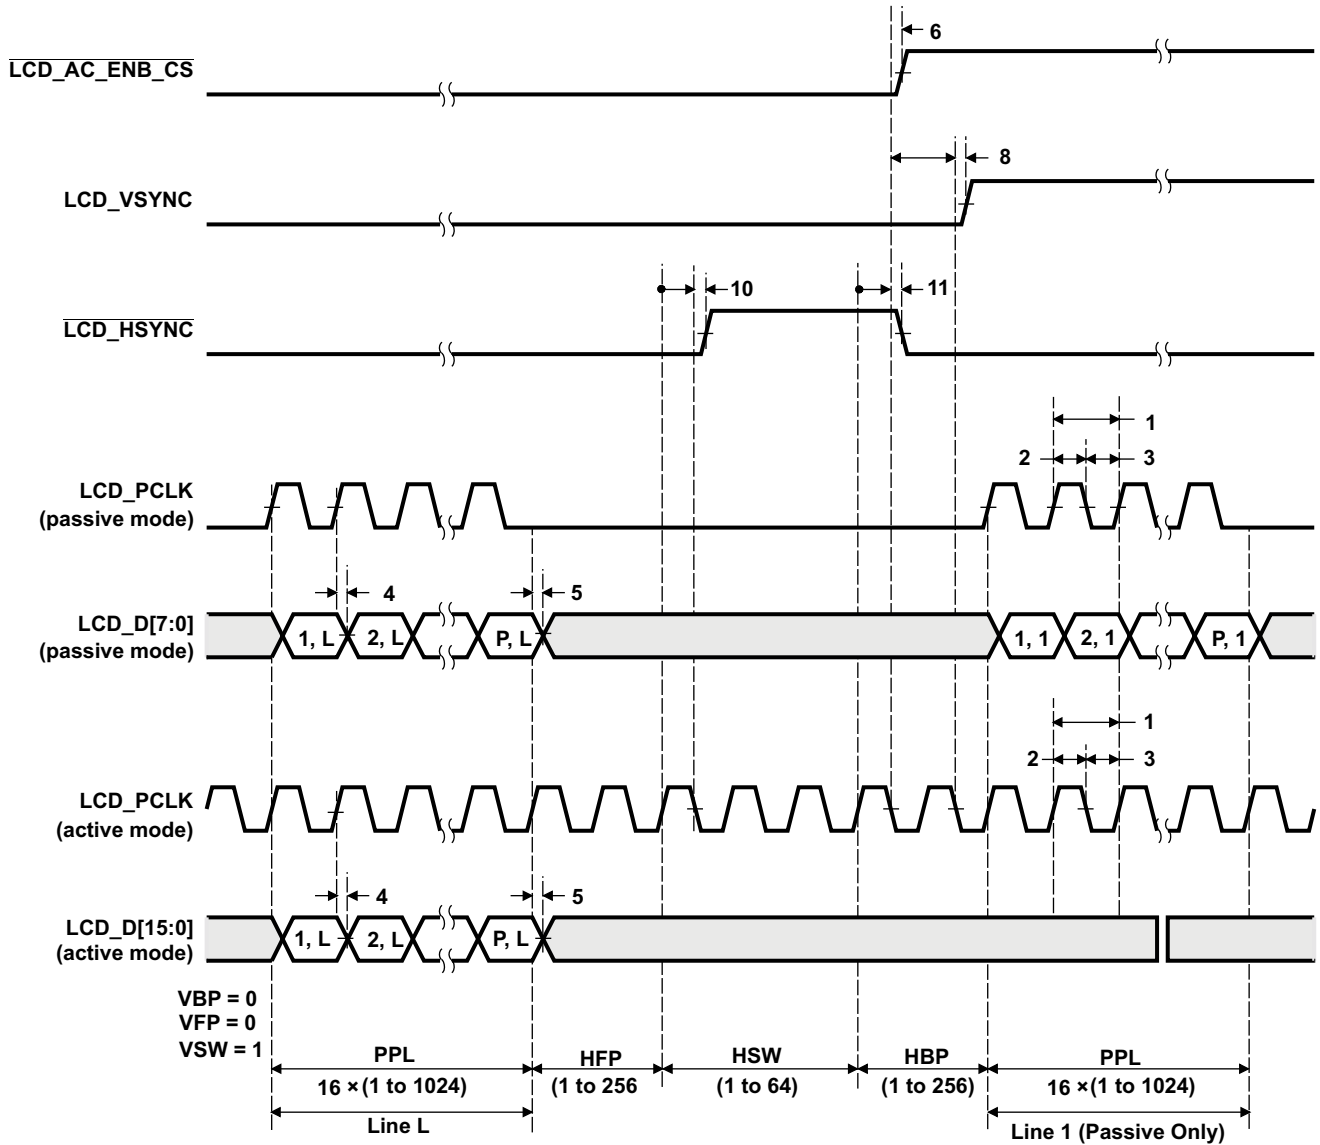 6
LCD_AC_ENB_CS
8
LCD_VSYNC
10
11
LCD_HSYNC
1
2
3
LCD_PCLK
(passive mode)
4
5
LCD_D[7:0]
(passive mode)
1, L
2, L
P, L
1, 1
2, 1
P, 1
1
2
3
LCD_PCLK
(active mode)
4
5
LCD_D[15:0]
(active mode)
1, L
2, L
P, L
VBP = 0
VFP = 0
VSW = 1
PPL
16 × (1 to 1024)
HFP
(1 to 256
HSW
(1 to 64)
HBP
(1 to 256)
PPL
16 × (1 to 1024)
Line L
Line 1 (Passive Only)